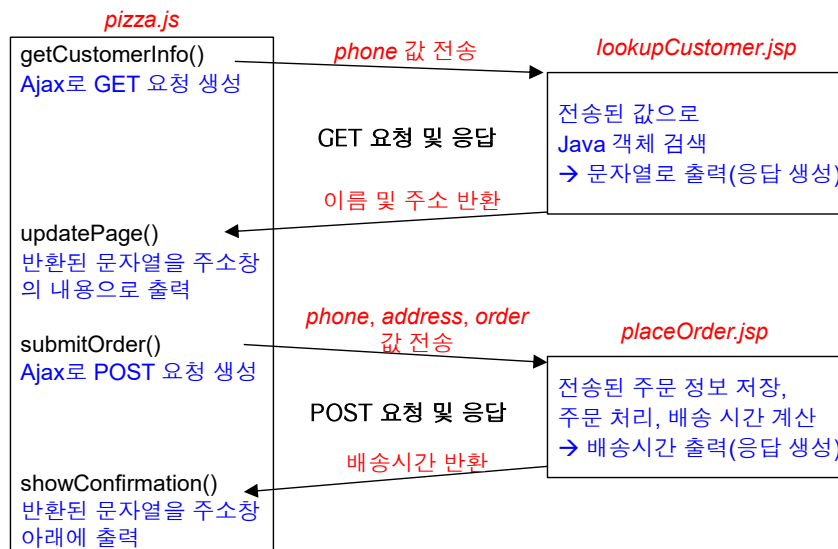 pizza.js
getCustomerInfo()
Ajax로 GET 요청 생성
phone 값 전송
lookupCustomer.jsp
전송된 값으로
Java 객체 검색
→ 문자열로 출력(응답 생성)
GET 요청 및 응답
이름 및 주소 반환
updatePage()
반환된 문자열을 주소창
의 내용으로 출력
submitOrder()
Ajax로 POST 요청 생성
phone, address, order
값 전송
placeOrder.jsp
전송된 주문 정보 저장,
주문 처리, 배송 시간 계산
→ 배송시간 출력(응답 생성)
POST 요청 및 응답
배송시간 반환
showConfirmation()
반환된 문자열을 주소창
아래에 출력